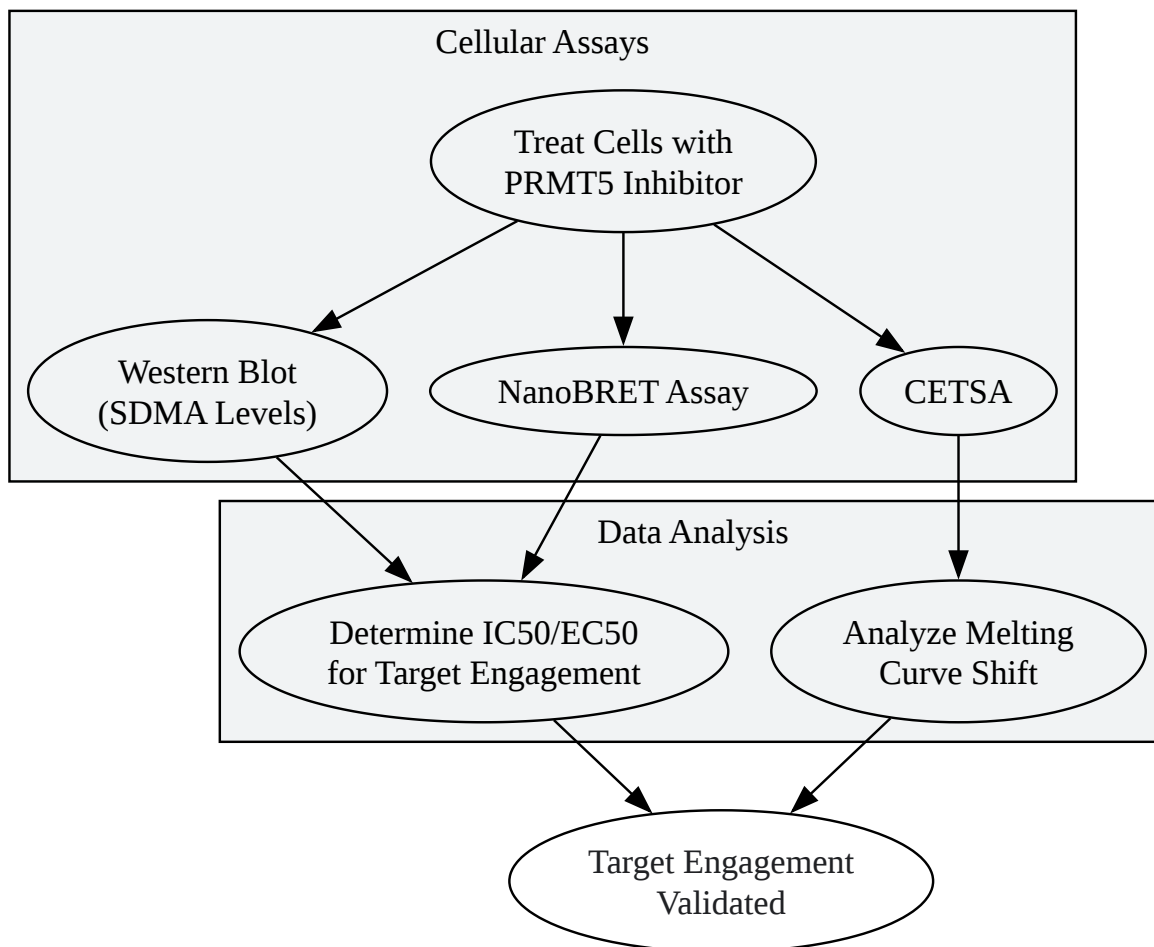 Cellular Assays
Treat Cells with
PRMT5 Inhibitor
Western Blot
(SDMA Levels)
NanoBRET Assay
CETSA
Data Analysis
Determine IC50/EC50
for Target Engagement
Analyze Melting
Curve Shift
Target Engagement
Validated